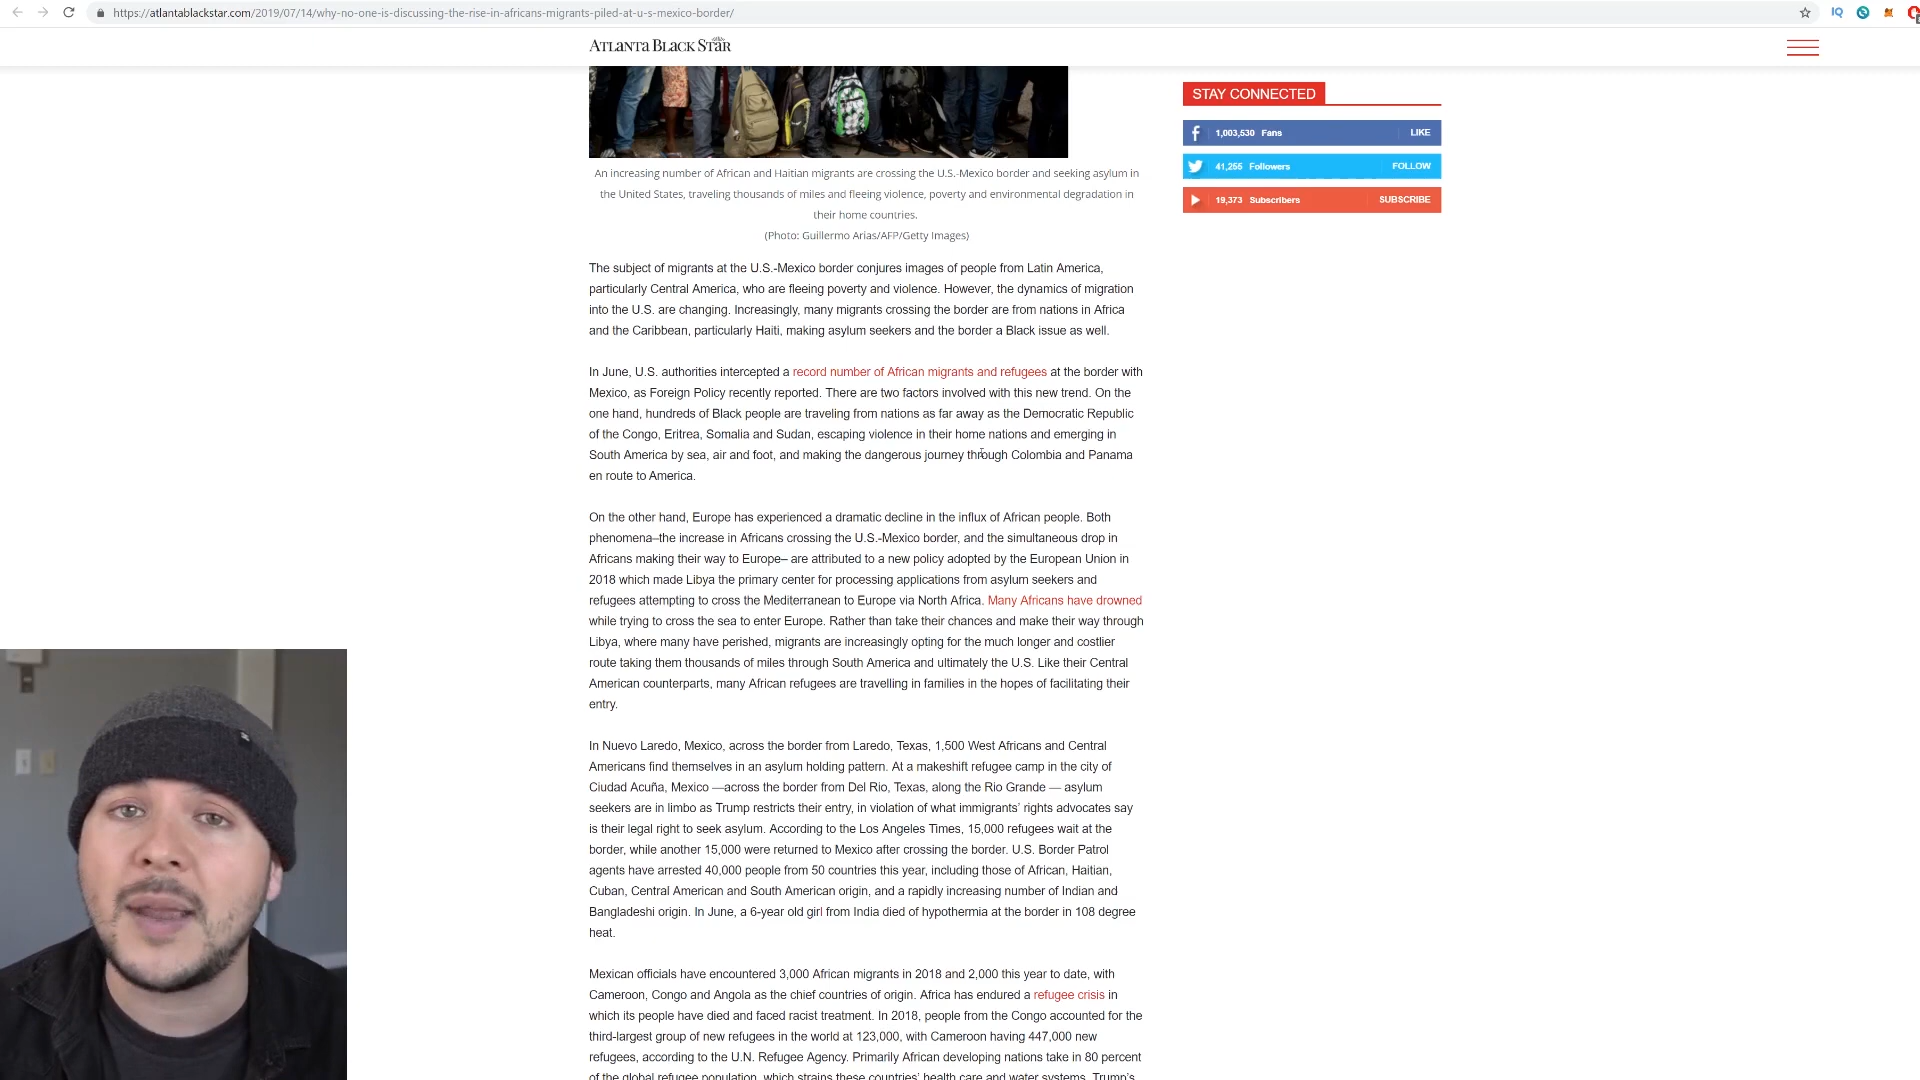 https://atlantablackstar.com/2019/07/14/why-no-one-is-discussing-the-rise-in-africans-migrants-piled-at-u-s-mexico-border/
IQ
ATLANTA BLACK STAR
STAY CONNECTED
1,003,530 Fans LIKE
41,255 Followers FOLLOW
19,373 Subscribers SUBSCRIBE
An increasing number of African and Haitian migrants are crossing the U.S.-Mexico border and seeking asylum in
the United States, traveling thousands of miles and fleeing violence, poverty and environmental degradation in
their home countries.
(Photo: Guillermo Arias/AFP/Getty Images)
The subject of migrants at the U.S.-Mexico border conjures images of people from Latin America,
particularly Central America, who are fleeing poverty and violence. However, the dynamics of migration
into the U.S. are changing. Increasingly, many migrants crossing the border are from nations in Africa
and the Caribbean, particularly Haiti, making asylum seekers and the border a Black issue as well.
In June, U.S. authorities intercepted a record number of African migrants and refugees at the border with
Mexico, as Foreign Policy recently reported. There are two factors involved with this new trend. On the
one hand, hundreds of Black people are traveling from nations as far away as the Democratic Republic
of the Congo, Eritrea, Somalia and Sudan, escaping violence in their home nations and emerging in
South America by sea, air and foot, and making the dangerous journey through Colombia and Panama
en route to America.
On the other hand, Europe has experienced a dramatic decline in the influx of African people. Both
phenomena–the increase in Africans crossing the U.S.-Mexico border, and the simultaneous drop in
Africans making their way to Europe– are attributed to a new policy adopted by the European Union in
2018 which made Libya the primary center for processing applications from asylum seekers and
refugees attempting to cross the Mediterranean to Europe via North Africa. Many Africans have drowned
while trying to cross the sea to enter Europe. Rather than take their chances and make their way through
Libya, where many have perished, migrants are increasingly opting for the much longer and costlier
route taking them thousands of miles through South America and ultimately the U.S. Like their Central
American counterparts, many African refugees are travelling in families in the hopes of facilitating their
entry.
In Nuevo Laredo, Mexico, across the border from Laredo, Texas, 1,500 West Africans and Central
Americans find themselves in an asylum holding pattern. At a makeshift refugee camp in the city of
Ciudad Acuña, Mexico —across the border from Del Rio, Texas, along the Rio Grande — asylum
seekers are in limbo as Trump restricts their entry, in violation of what immigrants' rights advocates say
is their legal right to seek asylum. According to the Los Angeles Times, 15,000 refugees wait at the
border, while another 15,000 were returned to Mexico after crossing the border. U.S. Border Patrol
agents have arrested 40,000 people from 50 countries this year, including those of African, Haitian,
Cuban, Central American and South American origin, and a rapidly increasing number of Indian and
Bangladeshi origin. In June, a 6-year old girl from India died of hypothermia at the border in 108 degree
heat.
Mexican officials have encountered 3,000 African migrants in 2018 and 2,000 this year to date, with
Cameroon, Congo and Angola as the chief countries of origin. Africa has endured a refugee crisis in
which its people have died and faced racist treatment. In 2018, people from the Congo accounted for the
third-largest group of new refugees in the world at 123,000, with Cameroon having 447,000 new
refugees, according to the U.N. Refugee Agency. Primarily African developing nations take in 80 percent
of the global refugee population, which strains these countries' health care and water systems. Trump's